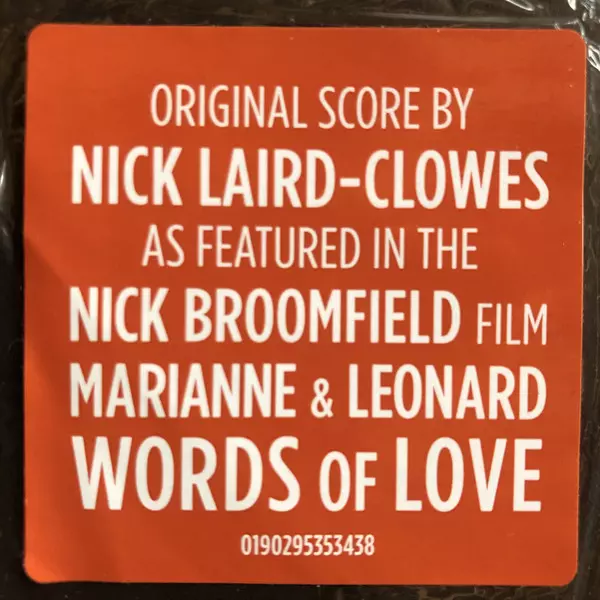 ORIGINAL SCORE BY
NICK LAIRD-CLOWES
AS FEATURED IN THE
NICK BROOMFIELD FILM
MARIANNE & LEONARD
WORDS OF LOVE
0190295353438